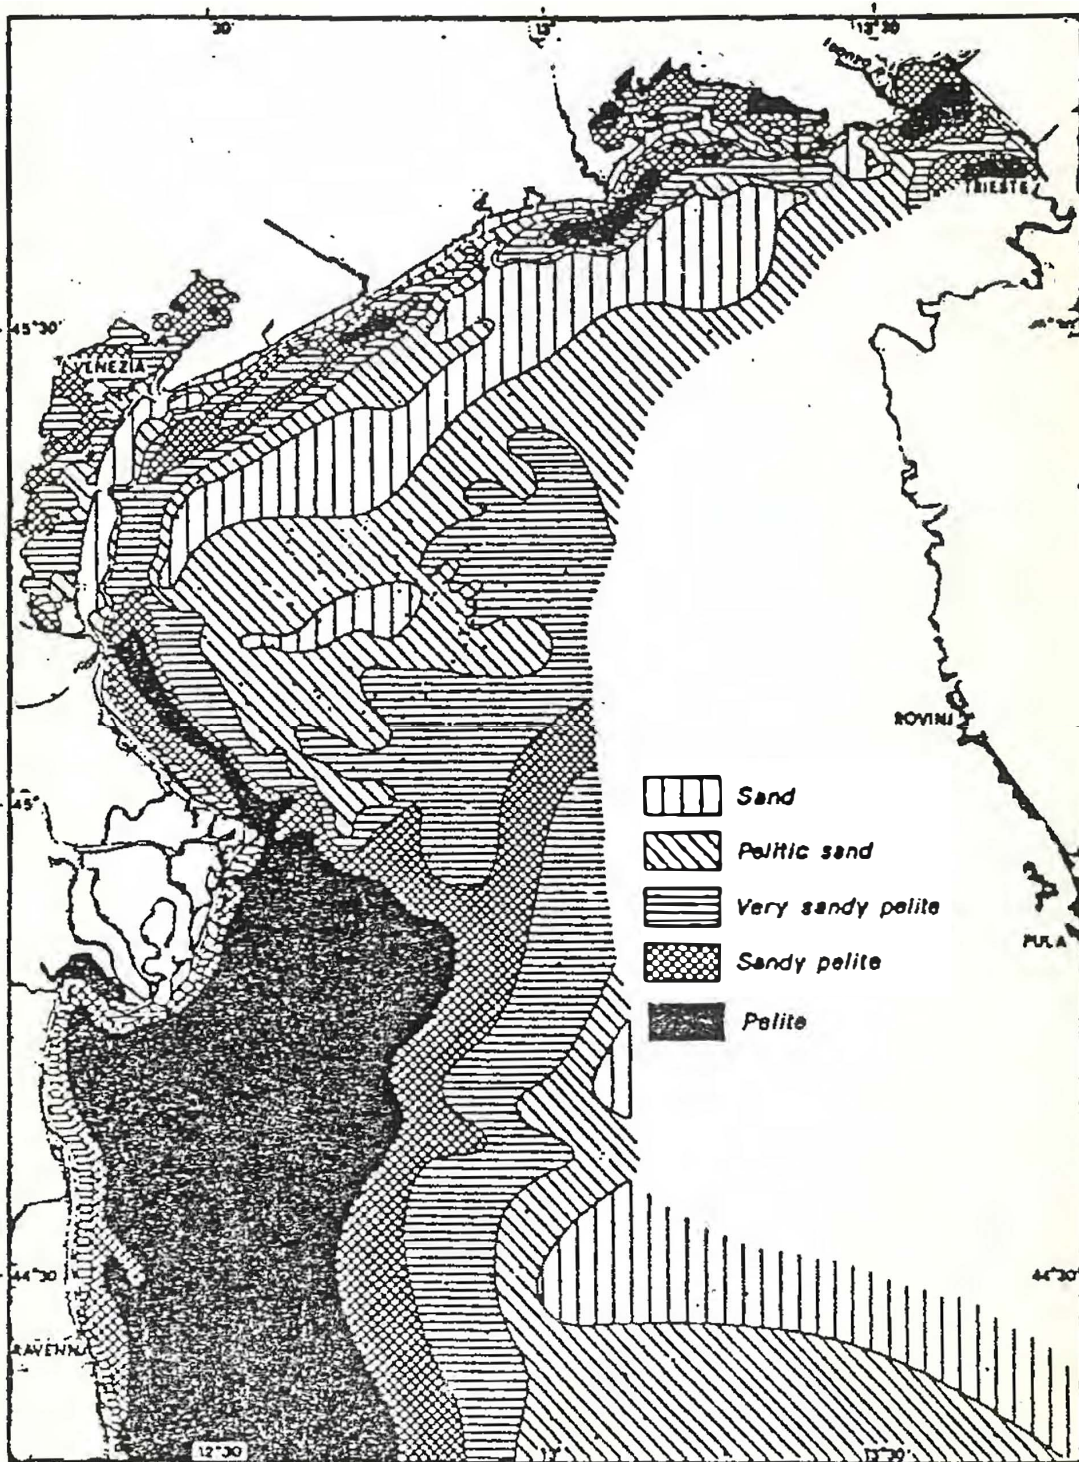 30'
13°
13°30'
Isonzo R.
TRIESTE
45°30'
VENEZIA
ROVINJ
45°
Sand
Pelitic sand
Very sandy pelite
Sandy pelite
PULA
Pelite
44°30'
44°30'
RAVENNA
12°30
13°
13°30'